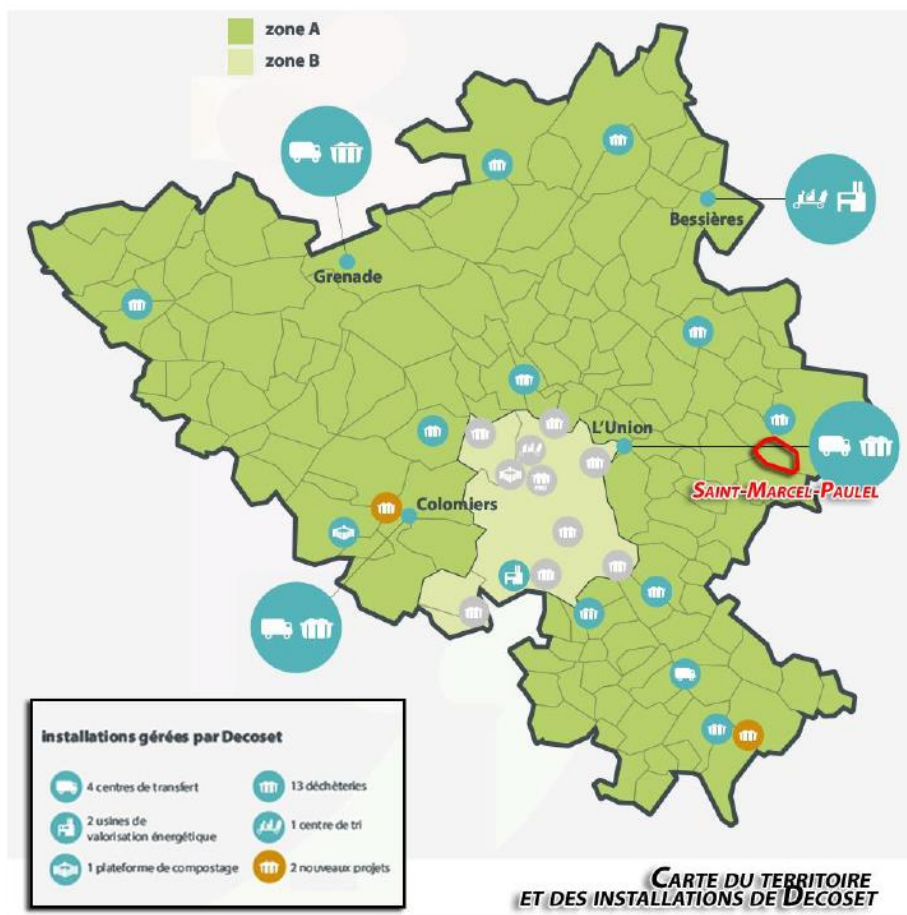 zone A
zone B
Bessières
Grenade
L'Union
SAINT-MARCEL-PAULEL
Colomiers
PRO
installations gérées par Decoset
4 centres de transfert
13 déchèteries
2 usines de
valorisation énergétique
1 centre de tri
1 plateforme de compostage
2 nouveaux projets
CARTE DU TERRITOIRE
ET DES INSTALLATIONS DE DECOSET